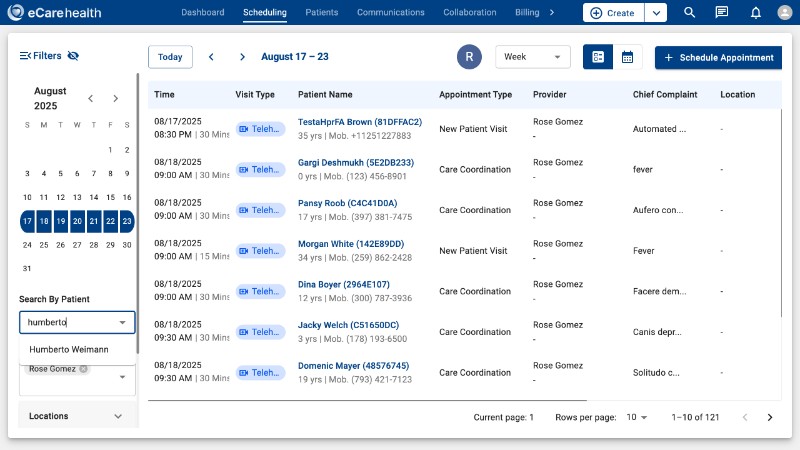 eCarehealth
Dashboard
Scheduling
Patients
Communications
Collaboration
Billing
Create
Filters
August
2025
S M T W T F S
1 2
3 4 5 6 7 8 9
10 11 12 13 14 15 16
17 18 19 20 21 22 23
24 25 26 27 28 29 30
31
Search By Patient
humberto
Humberto Weimann
Rose Gomez
Locations
Today
August 17 – 23
R
Week
Schedule Appointment
Time Visit Type Patient Name Appointment Type Provider Chief Complaint Location
08/17/2025
08:30 PM | 30 Mins Teleh... TestaHprFA Brown (81DFFAC2)
35 yrs | Mob. +11251227883
New Patient Visit
Rose Gomez
-
Automated ... -
08/18/2025
09:00 AM | 30 Mins Teleh... Gargi Deshmukh (5E2DB233)
0 yrs | Mob. (123) 456-8901
Care Coordination
Rose Gomez
-
fever -
08/18/2025
09:00 AM | 30 Mins Teleh... Pansy Roob (C4C41D0A)
17 yrs | Mob. (397) 381-7475
Care Coordination
Rose Gomez
-
Aufero con... -
08/18/2025
09:00 AM | 15 Mins Teleh... Morgan White (142E89DD)
34 yrs | Mob. (259) 862-2428
New Patient Visit
Rose Gomez
-
Fever -
08/18/2025
09:00 AM | 30 Mins Teleh... Dina Boyer (2964E107)
12 yrs | Mob. (300) 787-3936
Care Coordination
Rose Gomez
-
Facere dem... -
08/18/2025
09:30 AM | 30 Mins Teleh... Jacky Welch (C51650DC)
3 yrs | Mob. (178) 193-6500
Care Coordination
Rose Gomez
-
Canis depr... -
08/18/2025
09:30 AM | 30 Mins Teleh... Domenic Mayer (48576745)
19 yrs | Mob. (793) 421-7123
Care Coordination
Rose Gomez
-
Solitudo c... -
Current page: 1 Rows per page: 10 1–10 of 121